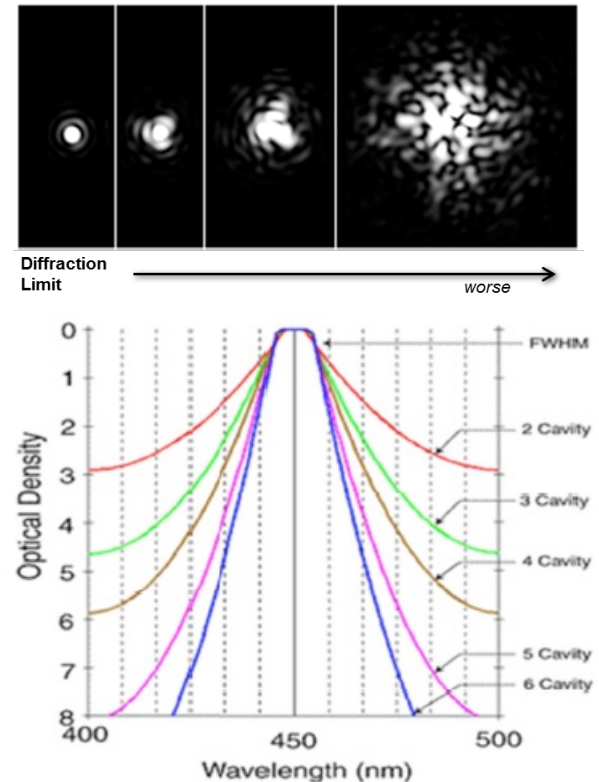 Diffraction
Limit
worse
0
1
2
3
4
5
6
7
8
Optical Density
FWHM
2 Cavity
3 Cavity
4 Cavity
5 Cavity
6 Cavity
400
450
500
Wavelength (nm)